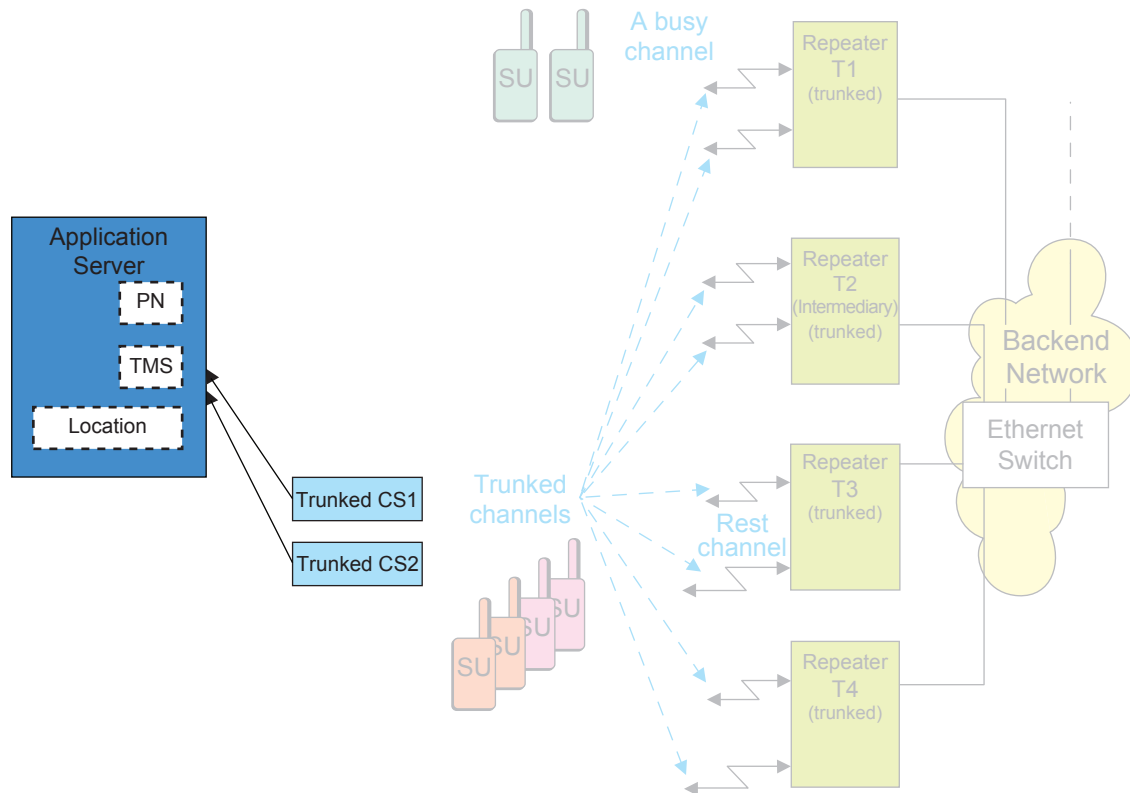 A busy
channel
SU
SU
Repeater
T1
(trunked)
Application
Server
PN
TMS
Location
Repeater
T2
(Intermediary)
(trunked)
Backend
Network
Ethernet
Switch
Trunked CS1
Trunked CS2
Trunked
channels
Rest
channel
Repeater
T3
(trunked)
SU
SU
SU
SU
Repeater
T4
(trunked)